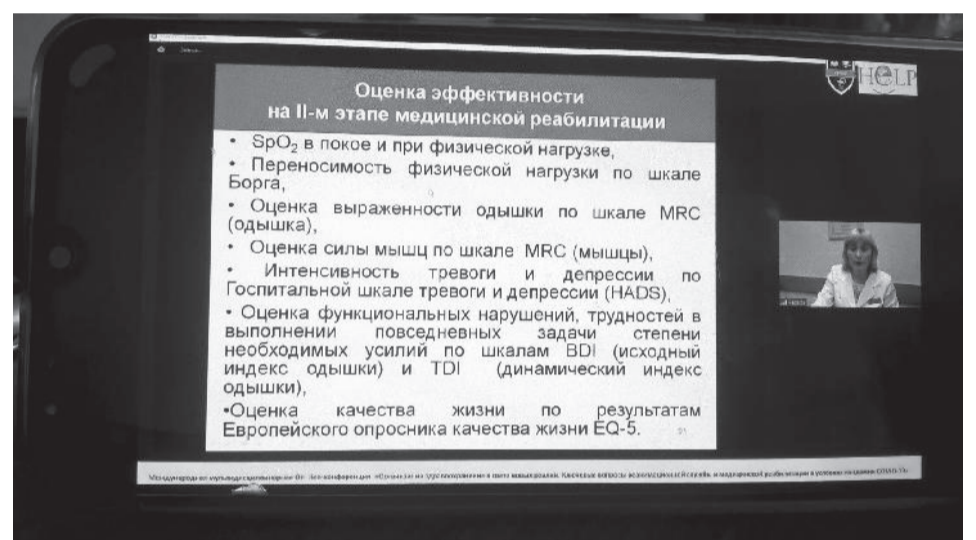 HELP
Оценка эффективности
на II-м этапе медицинской реабилитации
• SpO₂ в покое и при физической нагрузке,
• Переносимость физической нагрузки по шкале
Борга,
• Оценка выраженности одышки по шкале MRC
(одышка),
• Оценка силы мышц по шкале MRC (мышцы),
• Интенсивность тревоги и депрессии по
Госпитальной шкале тревоги и депрессии (HADS),
• Оценка функциональных нарушений, трудностей в
выполнении повседневных задачи степени
необходимых усилий по шкалам BDI (исходный
индекс одышки) и TDI (динамический индекс
одышки),
•Оценка качества жизни по результатам
Европейского опросника качества жизни EQ-5.